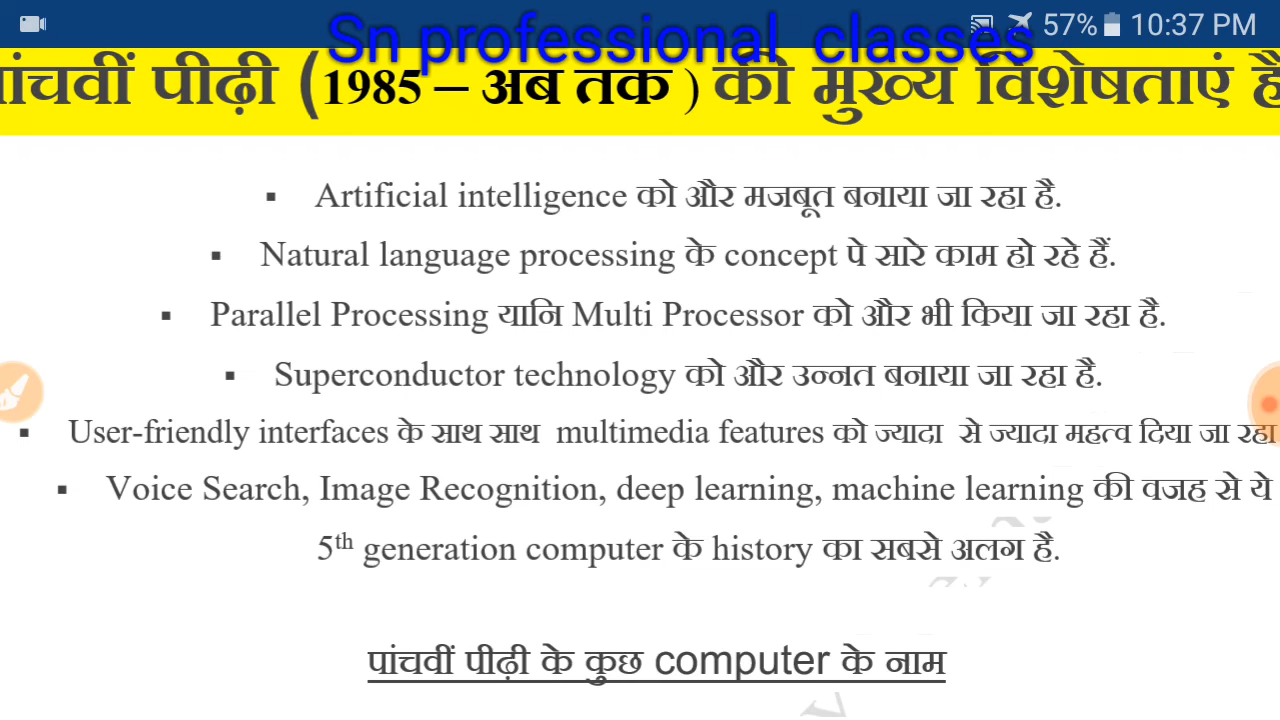 57% 10:37 PM
Sn professional classes
पांचवीं पीढ़ी (1985 – अब तक ) की मुख्य विशेषताएं है
▪ Artificial intelligence को और मजबूत बनाया जा रहा है.
▪ Natural language processing के concept पे सारे काम हो रहे हैं.
▪ Parallel Processing यानि Multi Processor को और भी किया जा रहा है.
▪ Superconductor technology को और उन्नत बनाया जा रहा है.
▪ User-friendly interfaces के साथ साथ multimedia features को ज्यादा से ज्यादा महत्व दिया जा रहा
▪ Voice Search, Image Recognition, deep learning, machine learning की वजह से ये
5th generation computer के history का सबसे अलग है.
पांचवीं पीढ़ी के कुछ computer के नाम